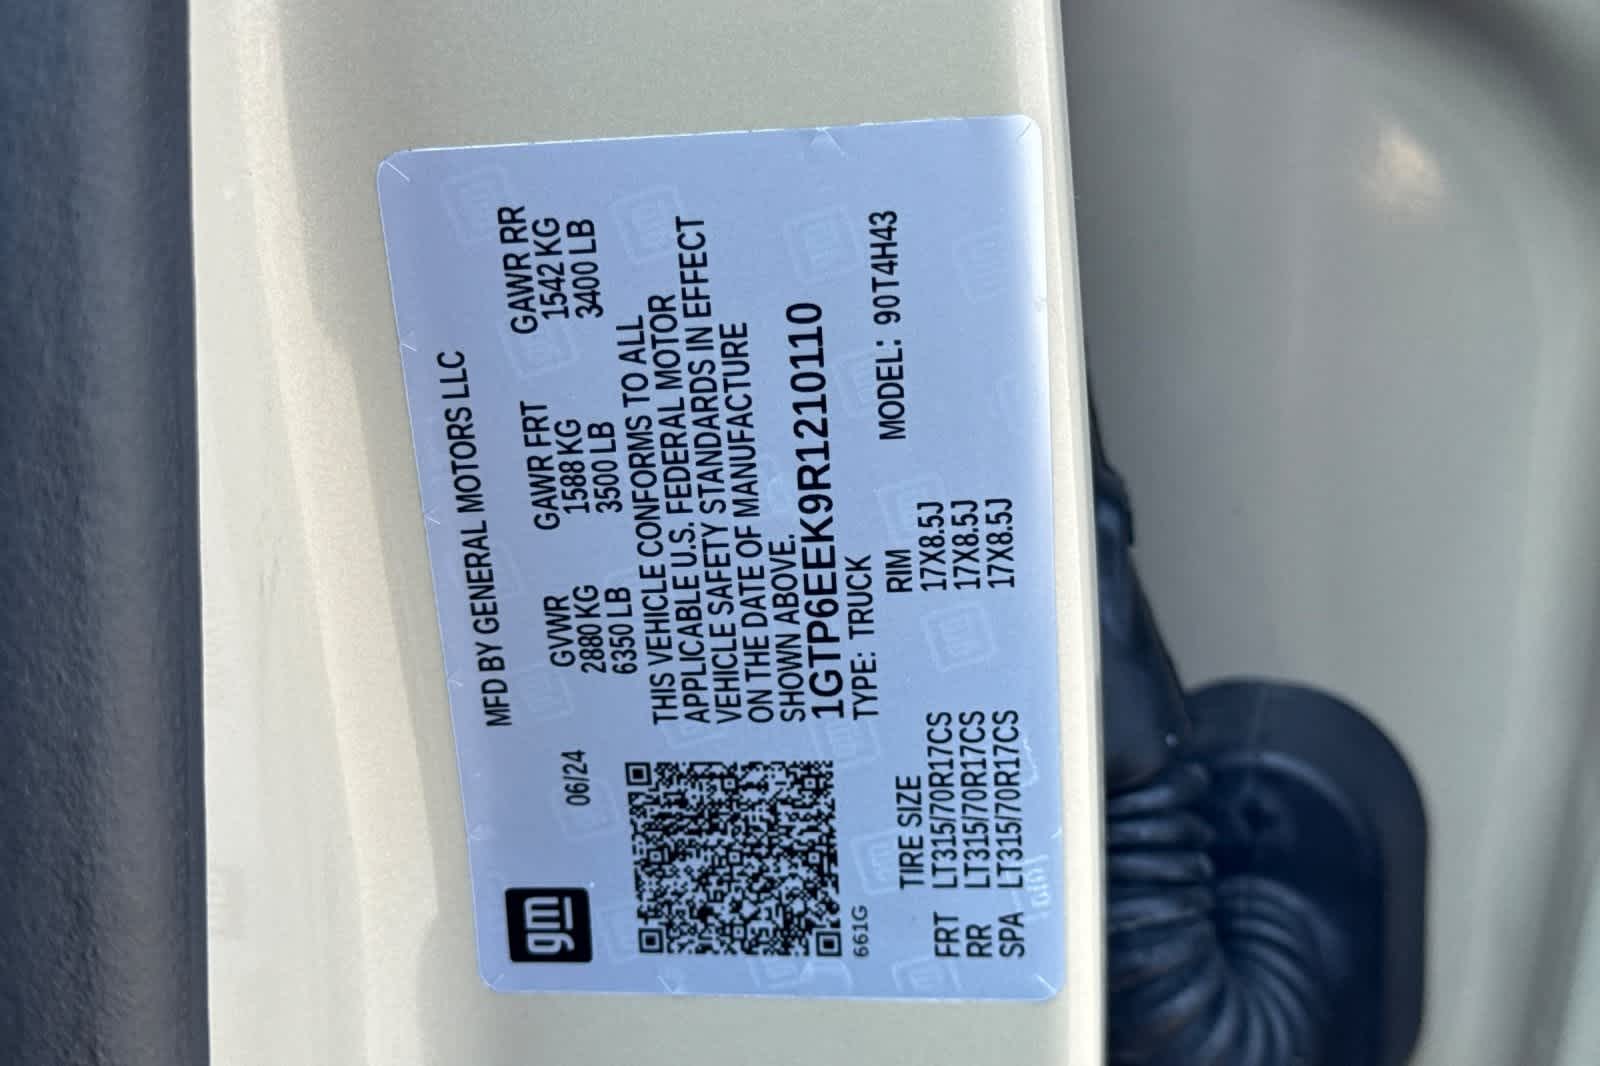 gm
MFD BY GENERAL MOTORS LLC
06/24
GVWR GAWR FRT GAWR RR
2880 KG 1588 KG 1542 KG
6350 LB 3500 LB 3400 LB
THIS VEHICLE CONFORMS TO ALL
APPLICABLE U.S. FEDERAL MOTOR
VEHICLE SAFETY STANDARDS IN EFFECT
ON THE DATE OF MANUFACTURE
SHOWN ABOVE.
1GTP6EEK9R1210110
661G TYPE: TRUCK MODEL: 90T4H43
TIRE SIZE RIM
FRT LT315/70R17CS 17X8.5J
RR LT315/70R17CS 17X8.5J
SPA LT315/70R17CS 17X8.5J